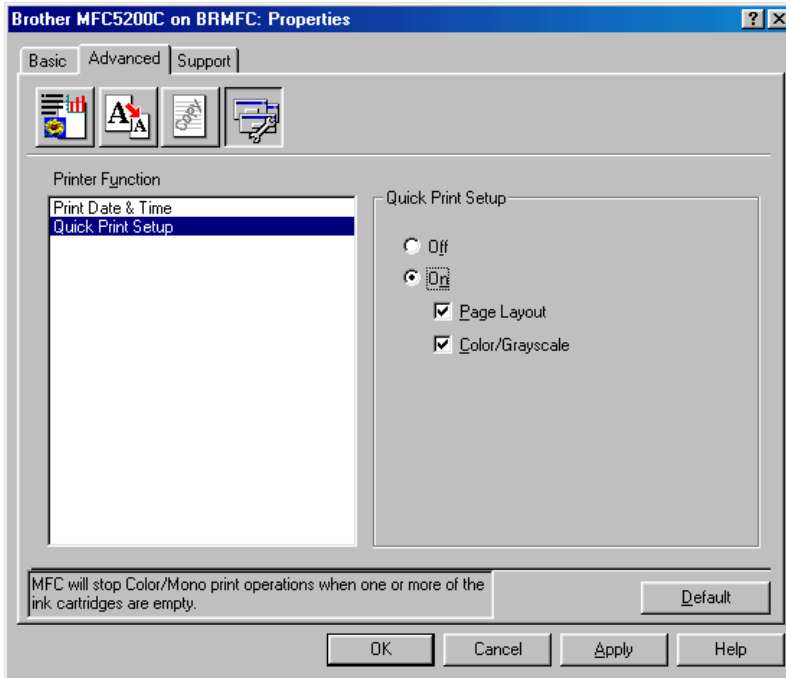 Brother MFC5200C on BRMFC: Properties
Basic
Advanced
Support
A
A
COPY
Printer Function
Print Date & Time
Quick Print Setup
Quick Print Setup
Off
On
Page Layout
Color/Grayscale
MFC will stop Color/Mono print operations when one or more of the
ink cartridges are empty.
Default
OK
Cancel
Apply
Help